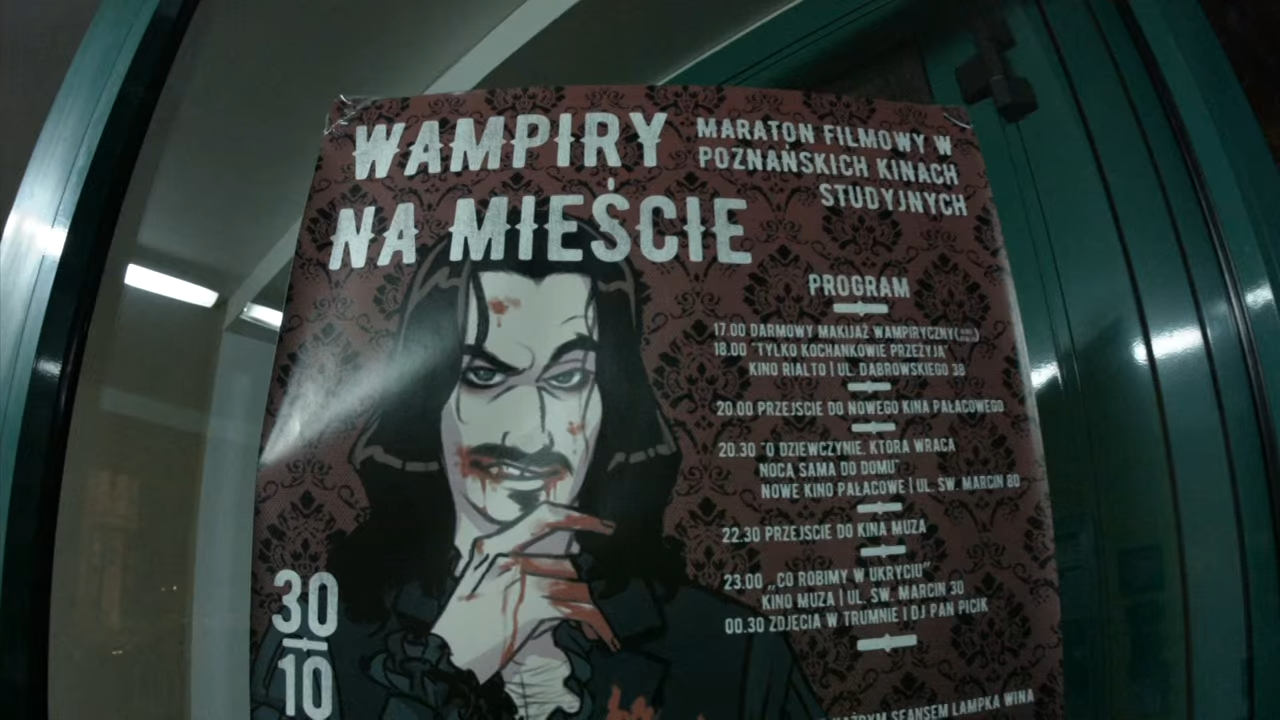 WAMPIRY
NA MIEŚCIE
MARATON FILMOWY W
POZNAŃSKICH KINACH
STUDYJNYCH
PROGRAM
17.00 DARMOWY MAKIJAŻ WAMPIRYCZNY
18.00 "TYLKO KOCHANKOWIE PRZEŻYJĄ"
KINO RIALTO | UL. DĄBROWSKIEGO 38
20.00 PRZEJŚCIE DO NOWEGO KINA PAŁACOWEGO
20.30 "O DZIEWCZYNIE, KTÓRA WRACA
NOCĄ SAMA DO DOMU"
NOWE KINO PAŁACOWE | UL. ŚW. MARCIN 80
22.30 PRZEJŚCIE DO KINA MUZA
23.00 „CO ROBIMY W UKRYCIU"
KINO MUZA | UL. ŚW. MARCIN 30
00.30 ZDJĘCIA W TRUMNIE | DJ PAN PICIK
30
10
KAŻDYM SEANSEM LAMPKA WINA